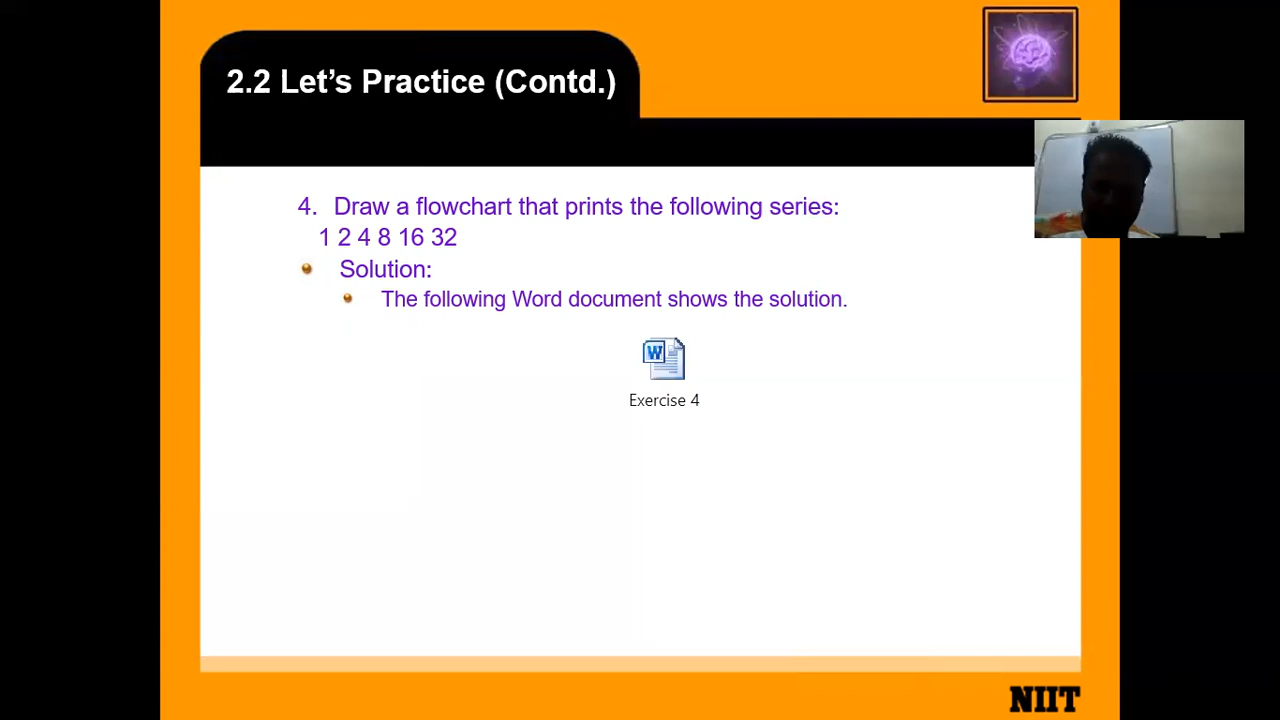 2.2 Let’s Practice (Contd.)
4. Draw a flowchart that prints the following series:
1 2 4 8 16 32
Solution:
The following Word document shows the solution.
W
Exercise 4
NIIT